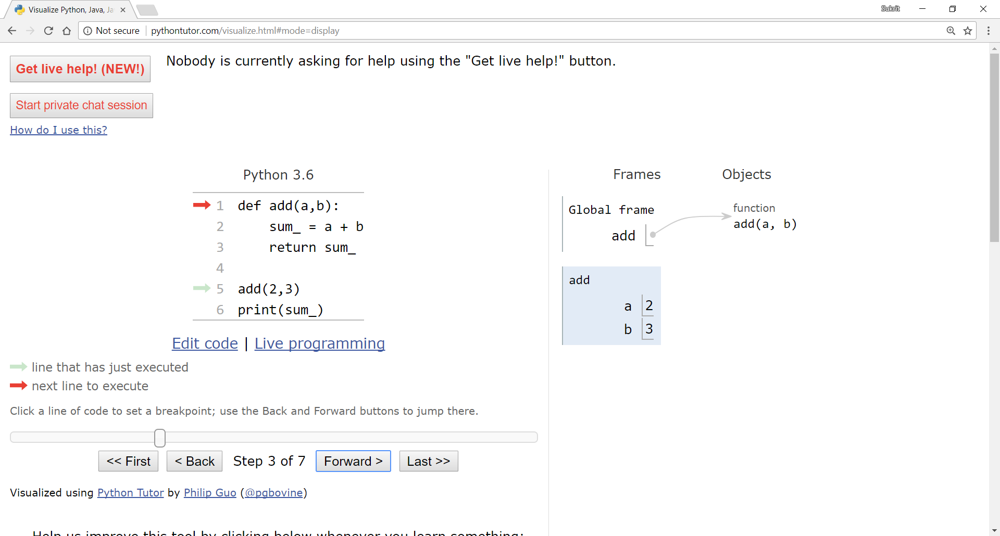 Visualize Python, Java, Ja
Sukrit
Not secure | pythontutor.com/visualize.html#mode=display
Get live help! (NEW!)
Nobody is currently asking for help using the "Get live help!" button.
Start private chat session
How do I use this?
Python 3.6
1 def add(a,b):
2     sum_ = a + b
3     return sum_
4
5 add(2,3)
6 print(sum_)
Edit code | Live programming
line that has just executed
next line to execute
Click a line of code to set a breakpoint; use the Back and Forward buttons to jump there.
<< First < Back Step 3 of 7 Forward > Last >>
Visualized using Python Tutor by Philip Guo (@pgbovine)
Help us improve this tool by clicking below whenever you learn something:
Frames Objects
Global frame
add
function
add(a, b)
add
a 2
b 3